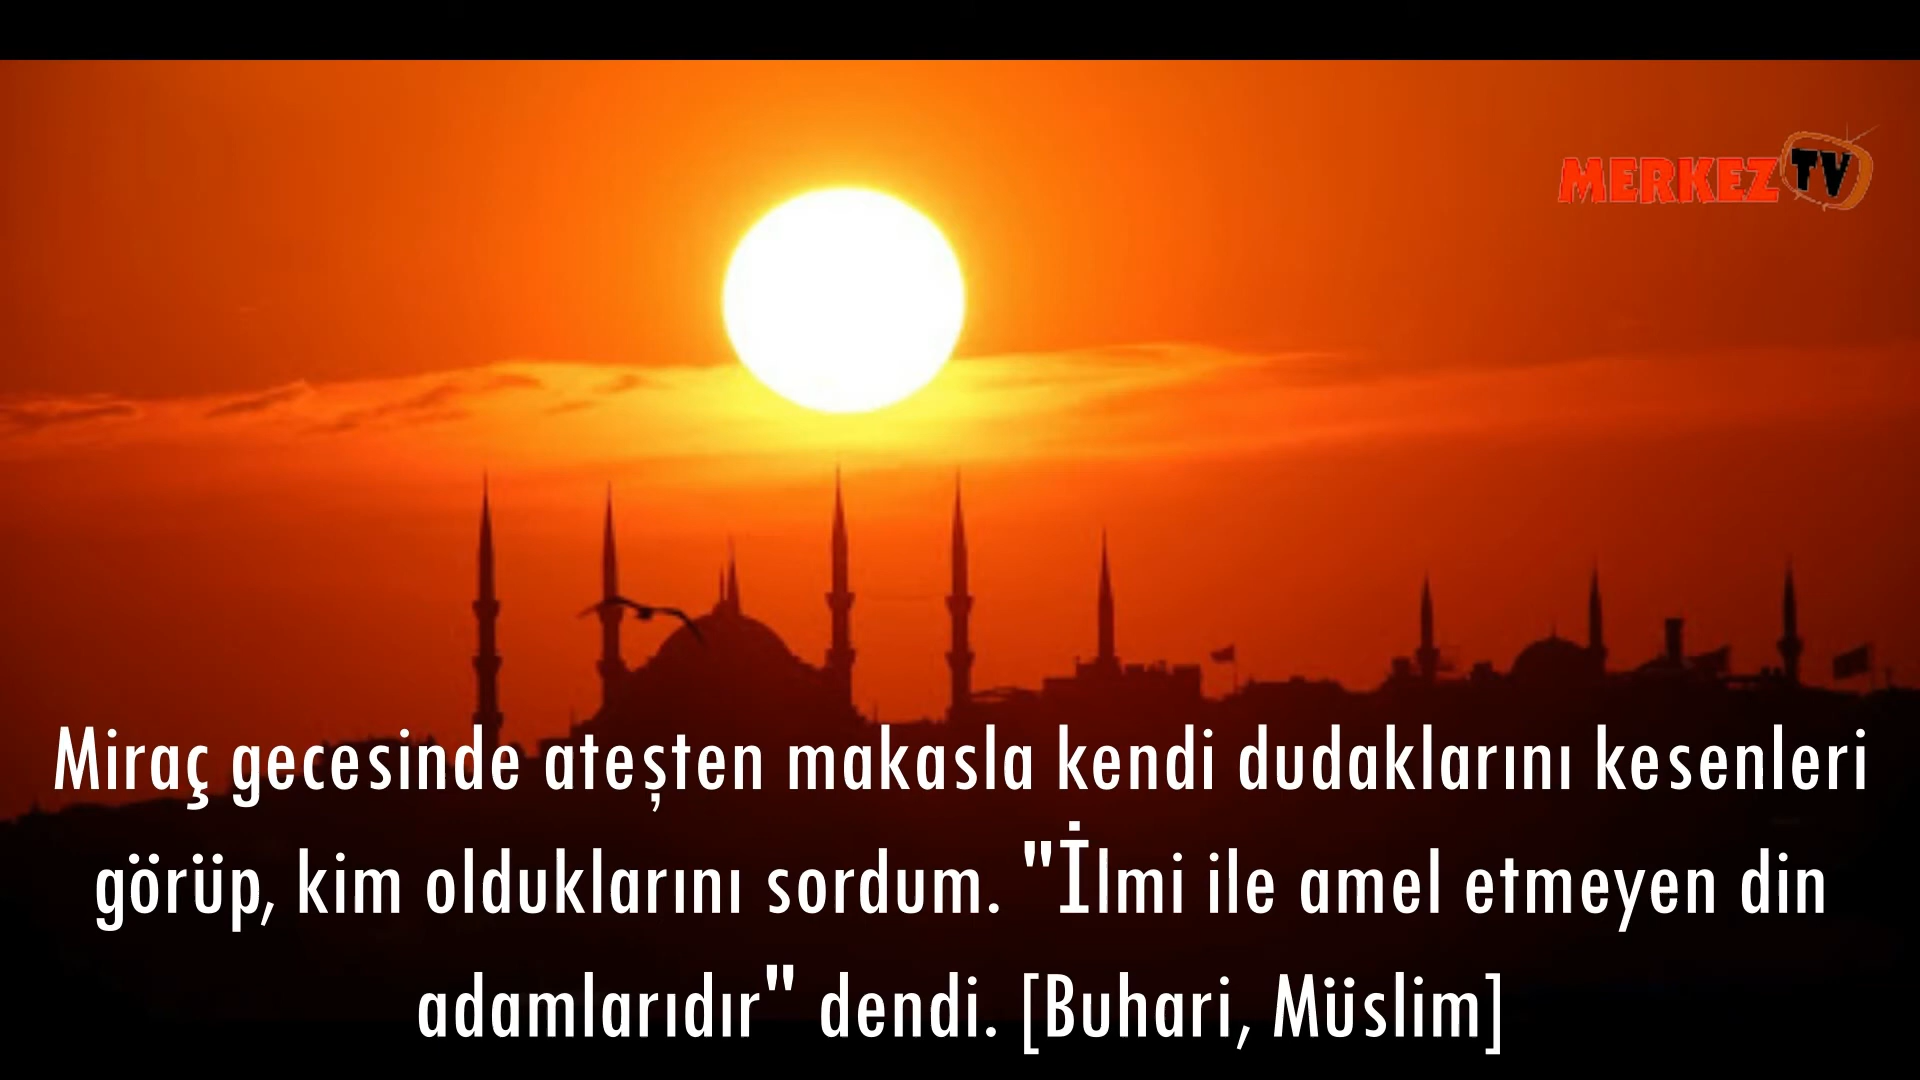 MERKEZ TV
Miraç gecesinde ateşten makasla kendi dudaklarını kesenleri
görüp, kim olduklarını sordum. "İlmi ile amel etmeyen din
adamlarıdır" dendi. [Buhari, Müslim]